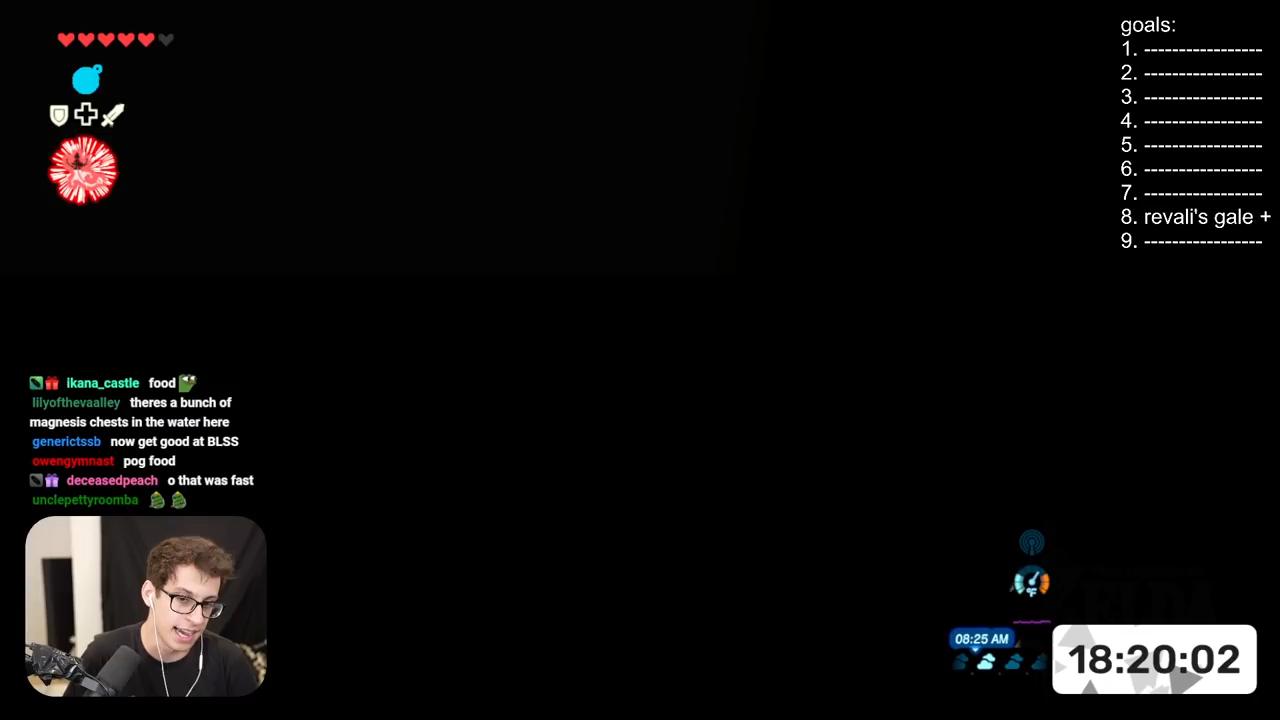 goals:
1. -----------------
2. -----------------
3. -----------------
4. -----------------
5. -----------------
6. -----------------
7. -----------------
8. revali's gale +
9. -----------------
ikana_castle food
lilyofthevaalley theres a bunch of
magnesis chests in the water here
generictssb now get good at BLSS
owengymnast pog food
deceasedpeach o that was fast
unclepettyroomba
°F
ZELDA
08:25 AM
18:20:02